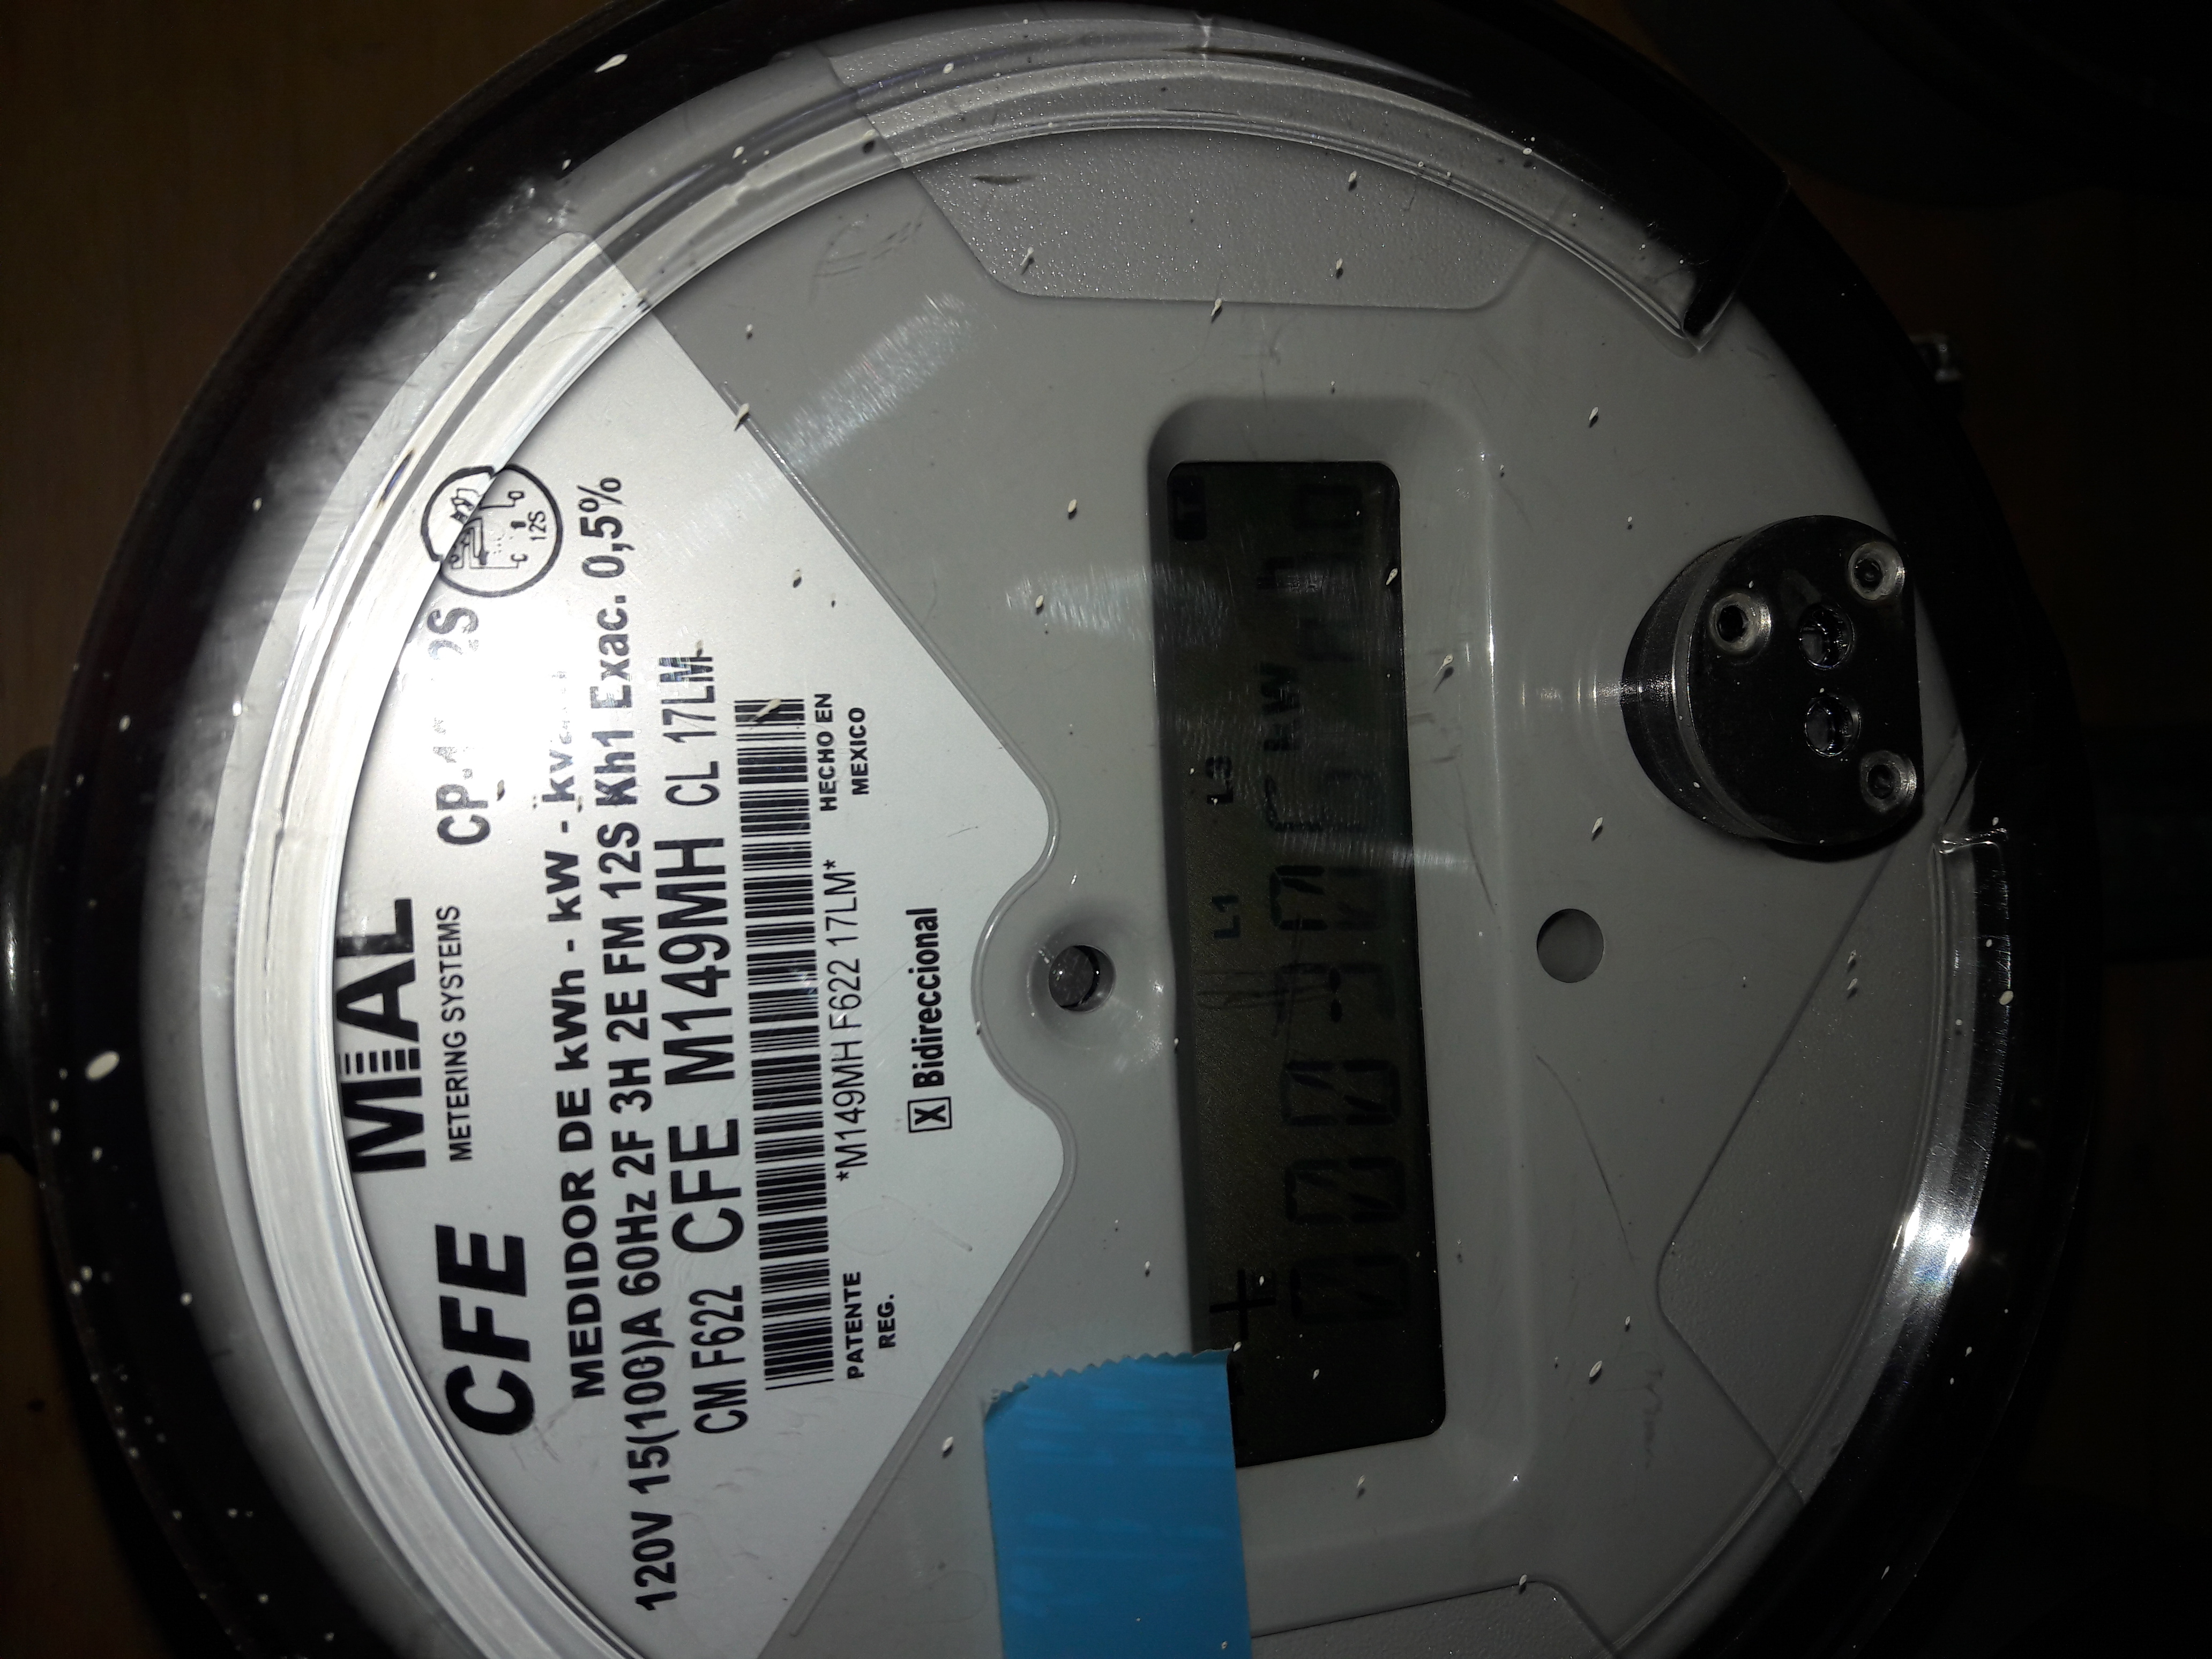 MIAL
METERING SYSTEMS
CFE
12S
MEDIDOR DE kWh - kW -
120V 15(100)A 60Hz 2F 3H 2E FM 12S Kh1 Exac. 0,5%
CM F622 CFE M149MH CL 17LM
*M149MH F622 17LM*
PATENTE
REG.
HECHO EN
MEXICO
X Bidireccional
+ L1 L3
kW h